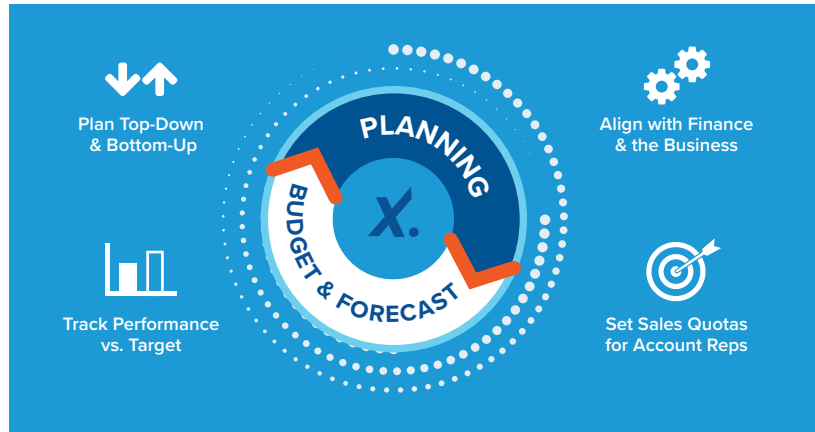 Plan Top-Down
& Bottom-Up
Align with Finance
& the Business
PLANNING
X.
BUDGET & FORECAST
Track Performance
vs. Target
Set Sales Quotas
for Account Reps